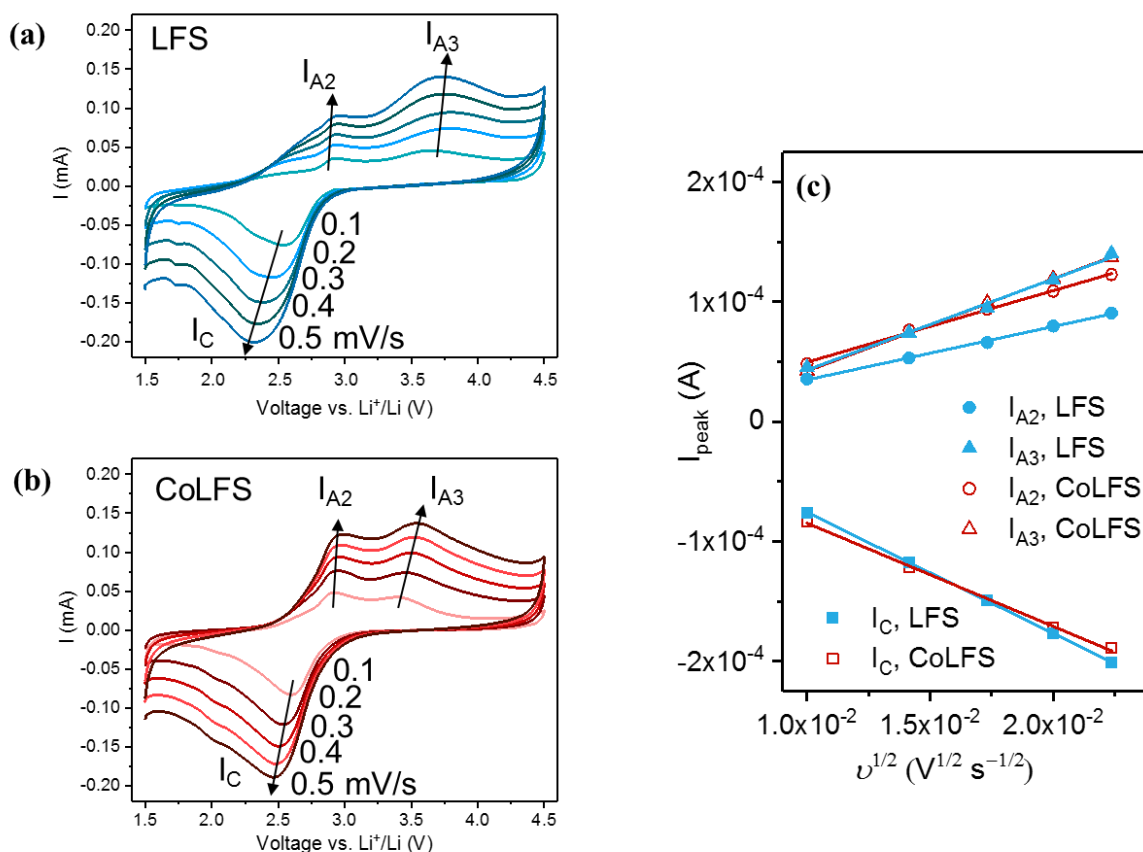 (a)
LFS
I_A2
I_A3
0.20
0.15
0.10
0.05
0.00
-0.05
-0.10
-0.15
-0.20
I (mA)
0.1
0.2
0.3
0.4
0.5 mV/s
I_C
1.5 2.0 2.5 3.0 3.5 4.0 4.5
Voltage vs. Li⁺/Li (V)
(b)
CoLFS
I_A2
I_A3
0.20
0.15
0.10
0.05
0.00
-0.05
-0.10
-0.15
-0.20
I (mA)
0.1
0.2
0.3
0.4
0.5 mV/s
I_C
1.5 2.0 2.5 3.0 3.5 4.0 4.5
Voltage vs. Li⁺/Li (V)
(c)
2x10⁻⁴
1x10⁻⁴
0
-1x10⁻⁴
-2x10⁻⁴
I_peak (A)
I_A2, LFS
I_A3, LFS
I_A2, CoLFS
I_A3, CoLFS
I_C, LFS
I_C, CoLFS
1.0x10⁻² 1.5x10⁻² 2.0x10⁻²
υ^1/2 (V^1/2 s^−1/2)